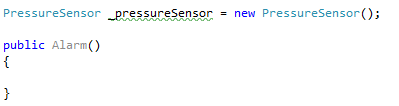 PressureSensor _pressureSensor = new PressureSensor();
public Alarm()
{
}